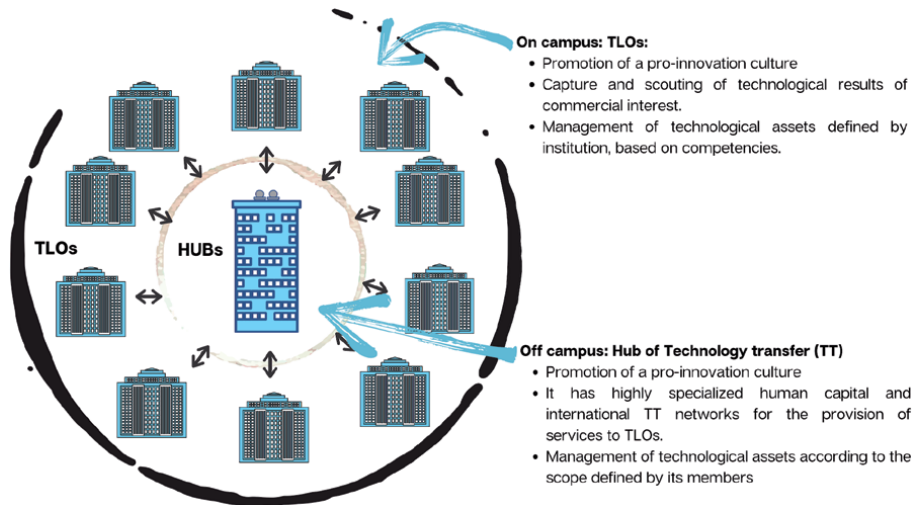 On campus: TLOs:
• Promotion of a pro-innovation culture
• Capture and scouting of technological results of
commercial interest.
• Management of technological assets defined by
institution, based on competencies.
TLOs
HUBs
Off campus: Hub of Technology transfer (TT)
• Promotion of a pro-innovation culture
• It has highly specialized human capital and
international TT networks for the provision of
services to TLOs.
• Management of technological assets according to the
scope defined by its members